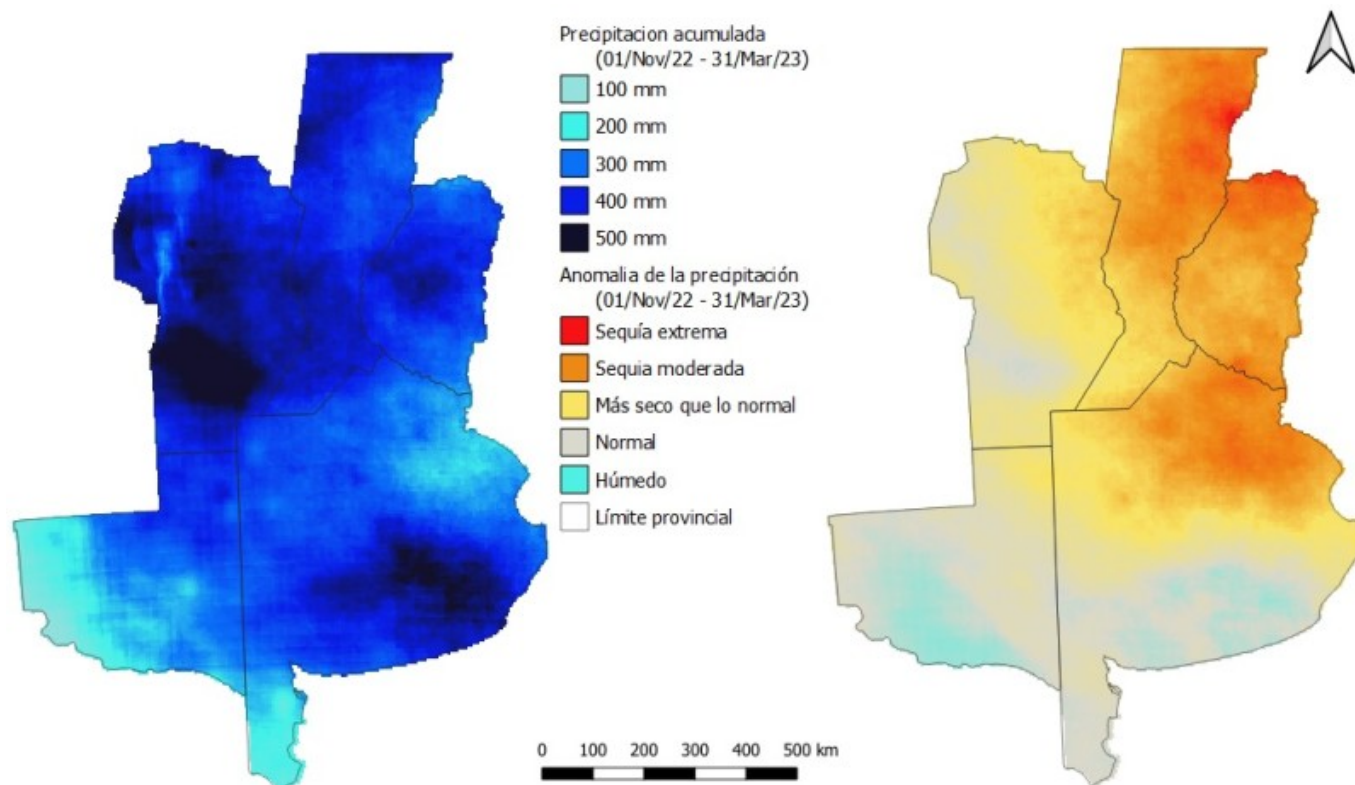 Precipitacion acumulada
(01/Nov/22 - 31/Mar/23)
100 mm
200 mm
300 mm
400 mm
500 mm
Anomalia de la precipitación
(01/Nov/22 - 31/Mar/23)
Sequía extrema
Sequia moderada
Más seco que lo normal
Normal
Húmedo
Límite provincial
0 100 200 300 400 500 km